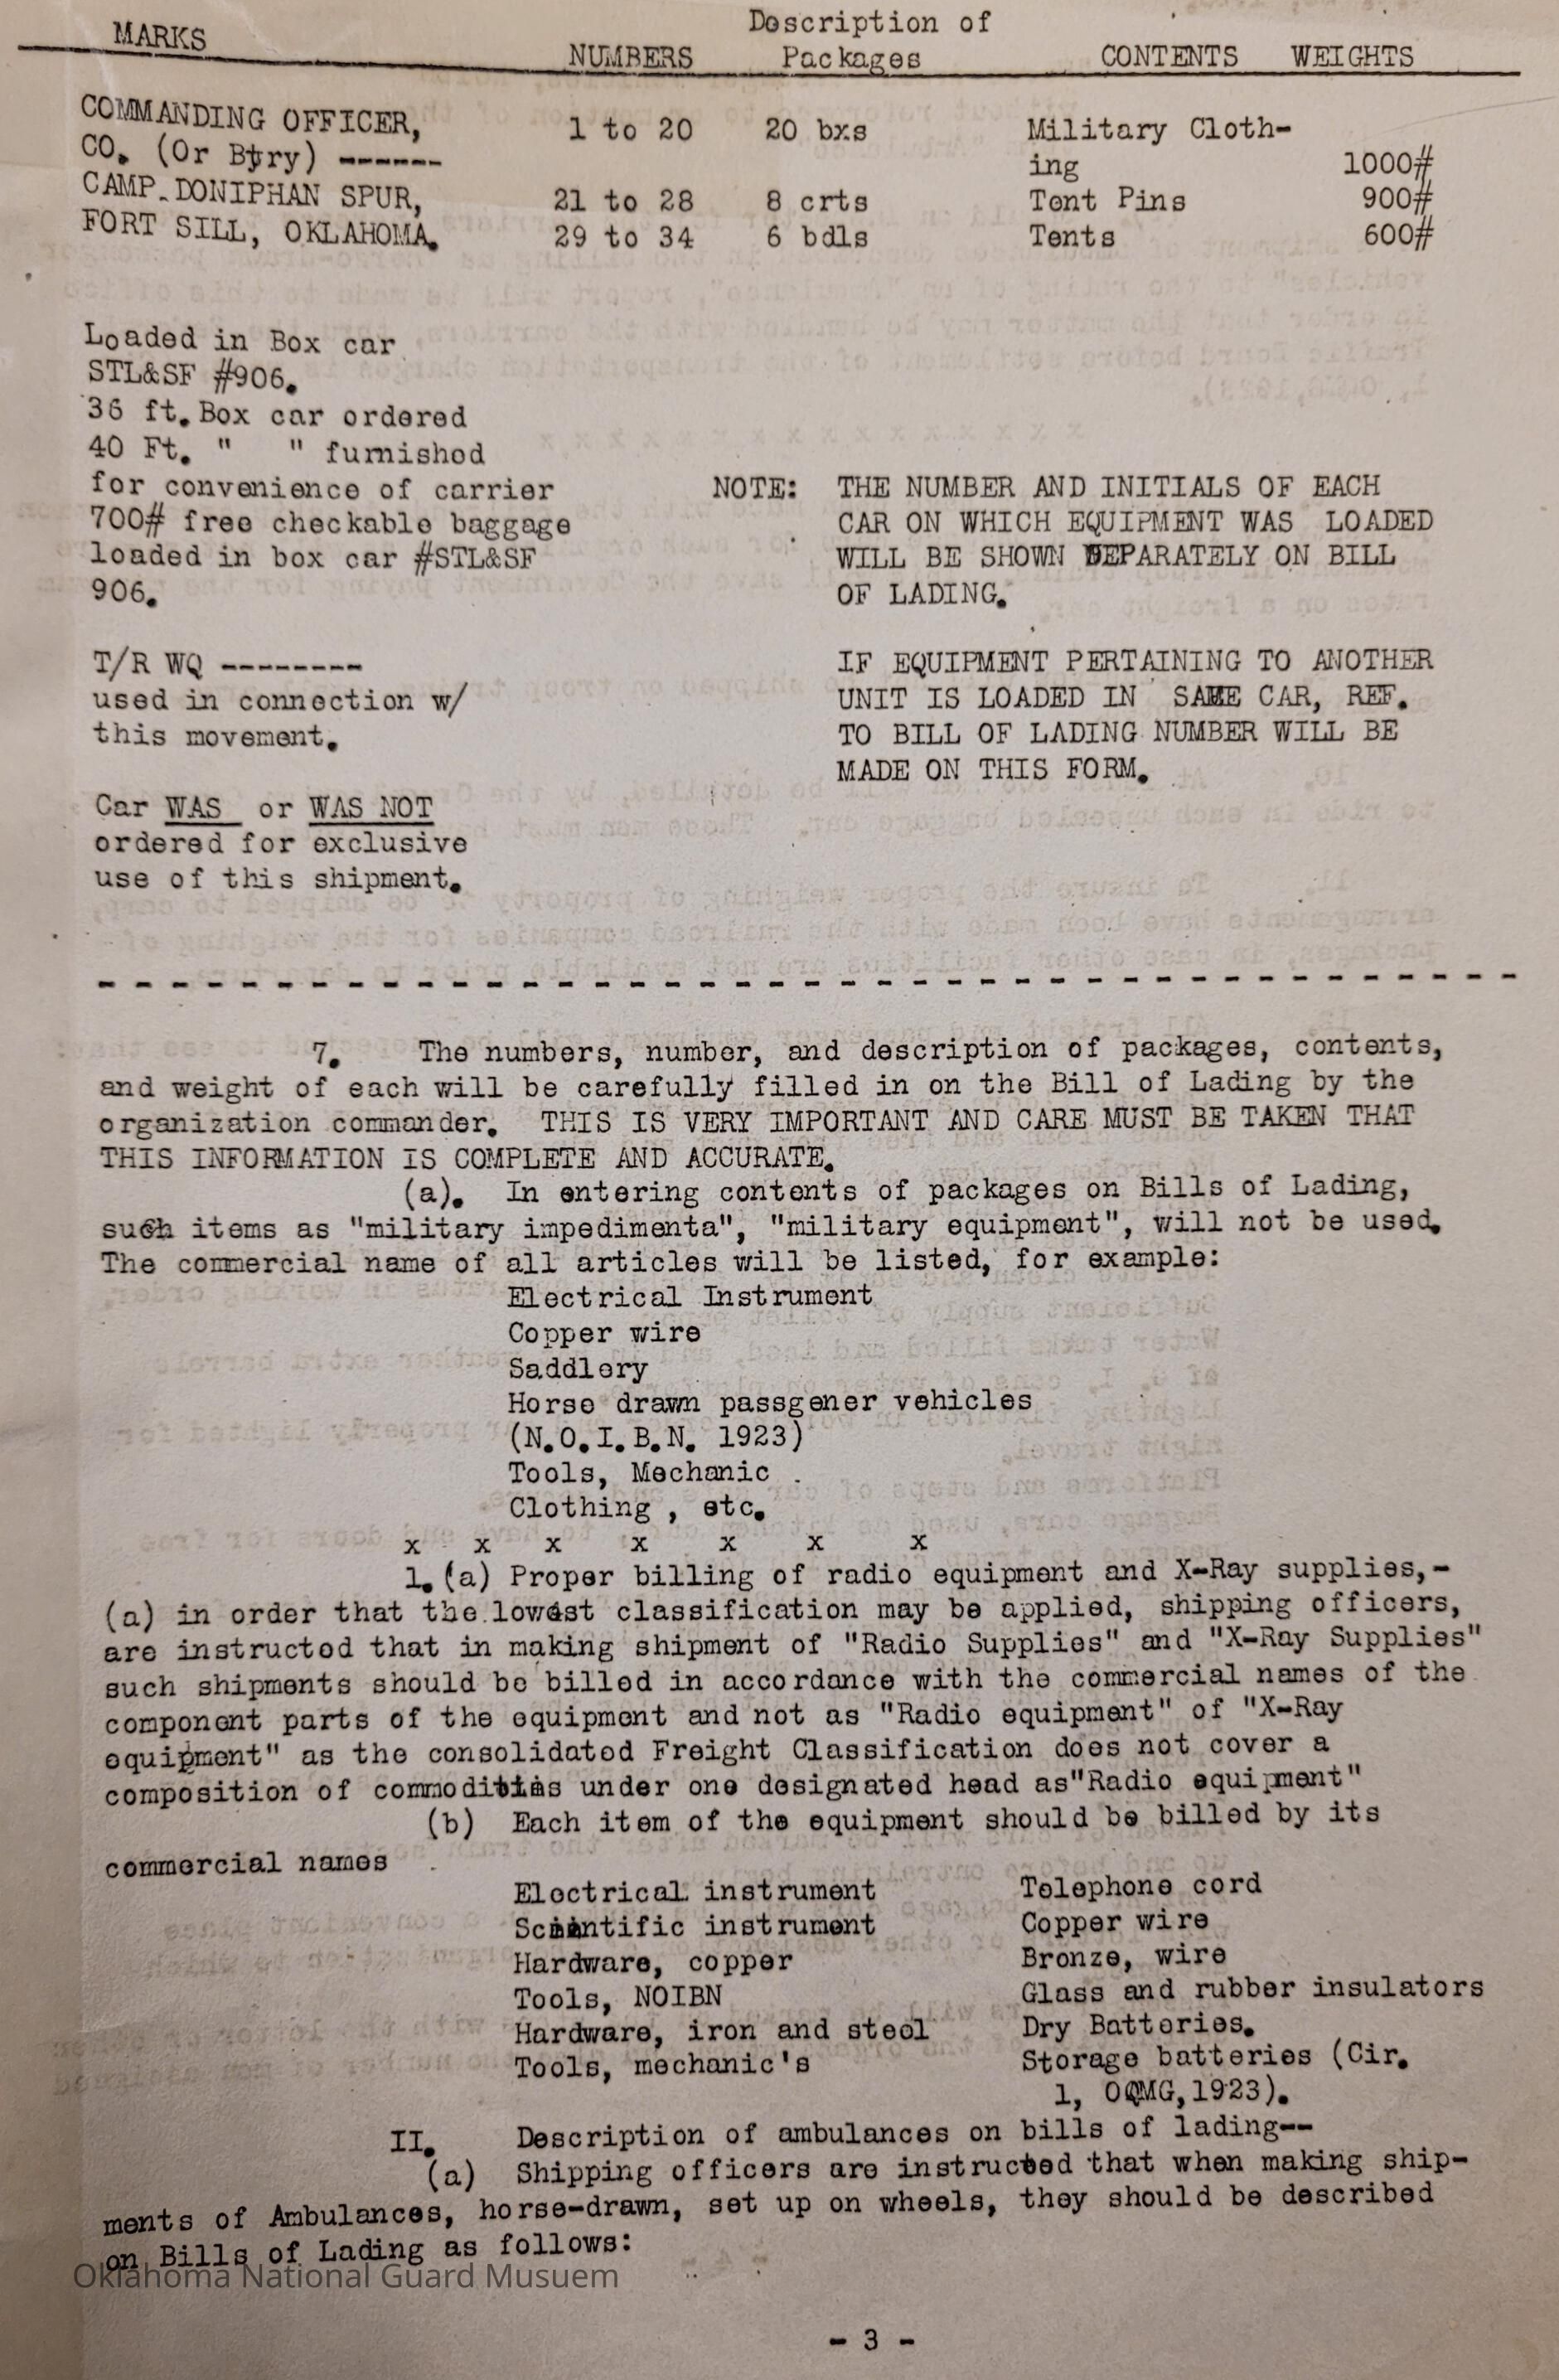 MARKS NUMBERS Description of Packages CONTENTS WEIGHTS
COMMANDING OFFICER, 1 to 20 20 bxs Military Cloth-
CO. (Or Btry) ------ ing 1000#
CAMP DONIPHAN SPUR, 21 to 28 8 crts Tent Pins 900#
FORT SILL, OKLAHOMA. 29 to 34 6 bdls Tents 600#
Loaded in Box car
STL&SF #906.
36 ft. Box car ordered
40 Ft. " " furnished
for convenience of carrier
700# free checkable baggage
loaded in box car #STL&SF
906.
NOTE: THE NUMBER AND INITIALS OF EACH
CAR ON WHICH EQUIPMENT WAS LOADED
WILL BE SHOWN SEPARATELY ON BILL
OF LADING.
T/R WQ --------
used in connection w/
this movement.
IF EQUIPMENT PERTAINING TO ANOTHER
UNIT IS LOADED IN SAME CAR, REF.
TO BILL OF LADING NUMBER WILL BE
MADE ON THIS FORM.
Car WAS or WAS NOT
ordered for exclusive
use of this shipment.
- - - - - - - - - - - - - - - - - - - - - - - - - - - - - - - - - - - - - - - -
7. The numbers, number, and description of packages, contents,
and weight of each will be carefully filled in on the Bill of Lading by the
organization commander. THIS IS VERY IMPORTANT AND CARE MUST BE TAKEN THAT
THIS INFORMATION IS COMPLETE AND ACCURATE.
(a). In entering contents of packages on Bills of Lading,
such items as "military impedimenta", "military equipment", will not be used.
The commercial name of all articles will be listed, for example:
Electrical Instrument
Copper wire
Saddlery
Horse drawn passgener vehicles
(N.O.I.B.N. 1923)
Tools, Mechanic .
Clothing , etc.
x x x x x x x
1.(a) Proper billing of radio equipment and X-Ray supplies,-
(a) in order that the lowest classification may be applied, shipping officers,
are instructed that in making shipment of "Radio Supplies" and "X-Ray Supplies"
such shipments should be billed in accordance with the commercial names of the
component parts of the equipment and not as "Radio equipment" of "X-Ray
equipment" as the consolidated Freight Classification does not cover a
composition of commodities under one designated head as"Radio equipment"
(b) Each item of the equipment should be billed by its
commercial names
Electrical instrument Telephone cord
Scientific instrument Copper wire
Hardware, copper Bronze, wire
Tools, NOIBN Glass and rubber insulators
Hardware, iron and steel Dry Batteries.
Tools, mechanic's Storage batteries (Cir.
1, OQMG,1923).
II. Description of ambulances on bills of lading--
(a) Shipping officers are instructed that when making ship-
ments of Ambulances, horse-drawn, set up on wheels, they should be described
on Bills of Lading as follows:
Oklahoma National Guard Musuem
- 3 -